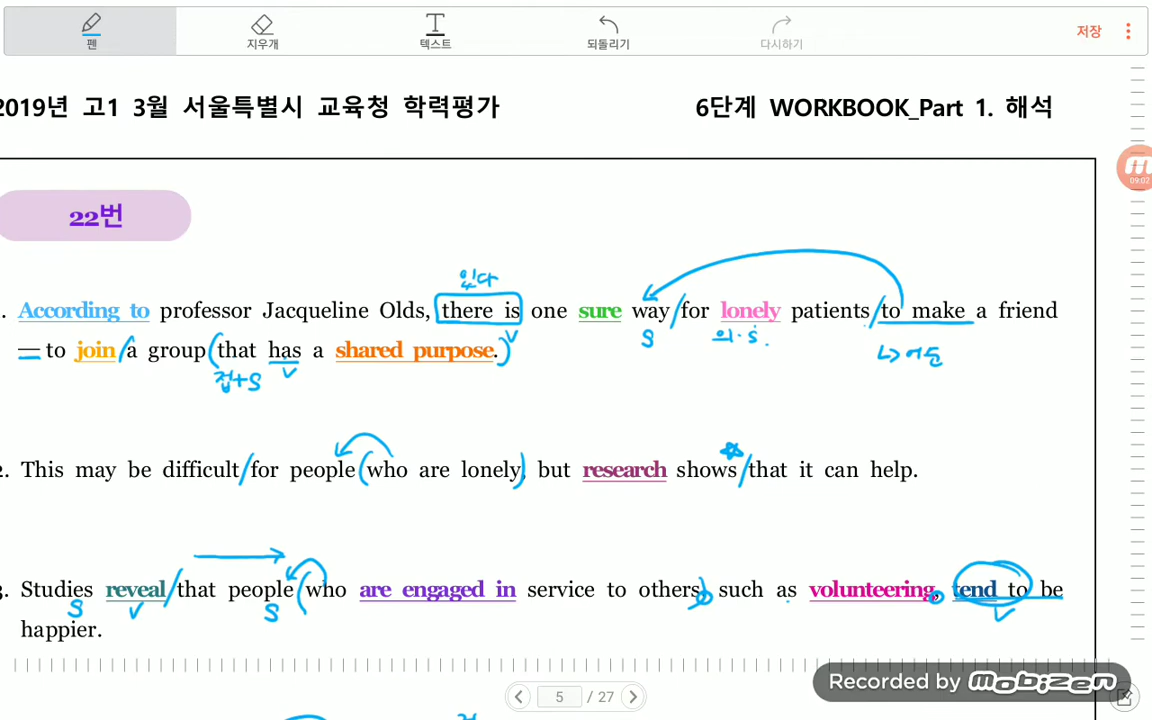 펜 지우개 텍스트 되돌리기 다시하기 저장
2019년 고1 3월 서울특별시 교육청 학력평가 6단계 WORKBOOK_Part 1. 해석
09:02
22번
있다
. According to professor Jacqueline Olds, there is one sure way for lonely patients to make a friend
S 의·S. V
— to join a group that has a shared purpose.
접+S V
2. This may be difficult for people who are lonely, but research shows that it can help.
3. Studies reveal that people who are engaged in service to others, such as volunteering, tend to be
S V S V
happier.
Recorded by mobizen
5 / 27